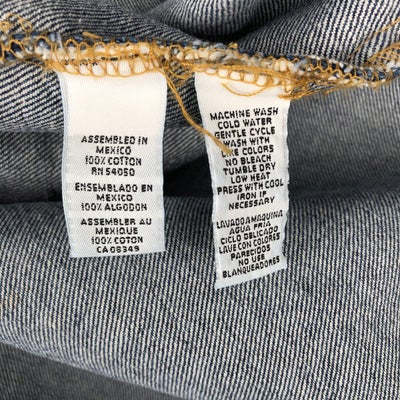 ASSEMBLED IN
MEXICO
100% COTTON
RN 54050
ENSEMBLADO EN
MEXICO
100% ALGODON
ASSEMBLER AU
MEXIQUE
100% COTON
CA 08349
MACHINE WASH
COLD WATER
GENTLE CYCLE
WASH WITH
LIKE COLORS
NO BLEACH
TUMBLE DRY
LOW HEAT
PRESS WITH COOL
IRON IF
NECESSARY
LAVADO A MAQUINA
AGUA FRIA
CICLO DELICADO
LAVE CON COLORES
PARECIDOS
NO USE
BLANQUEADORES